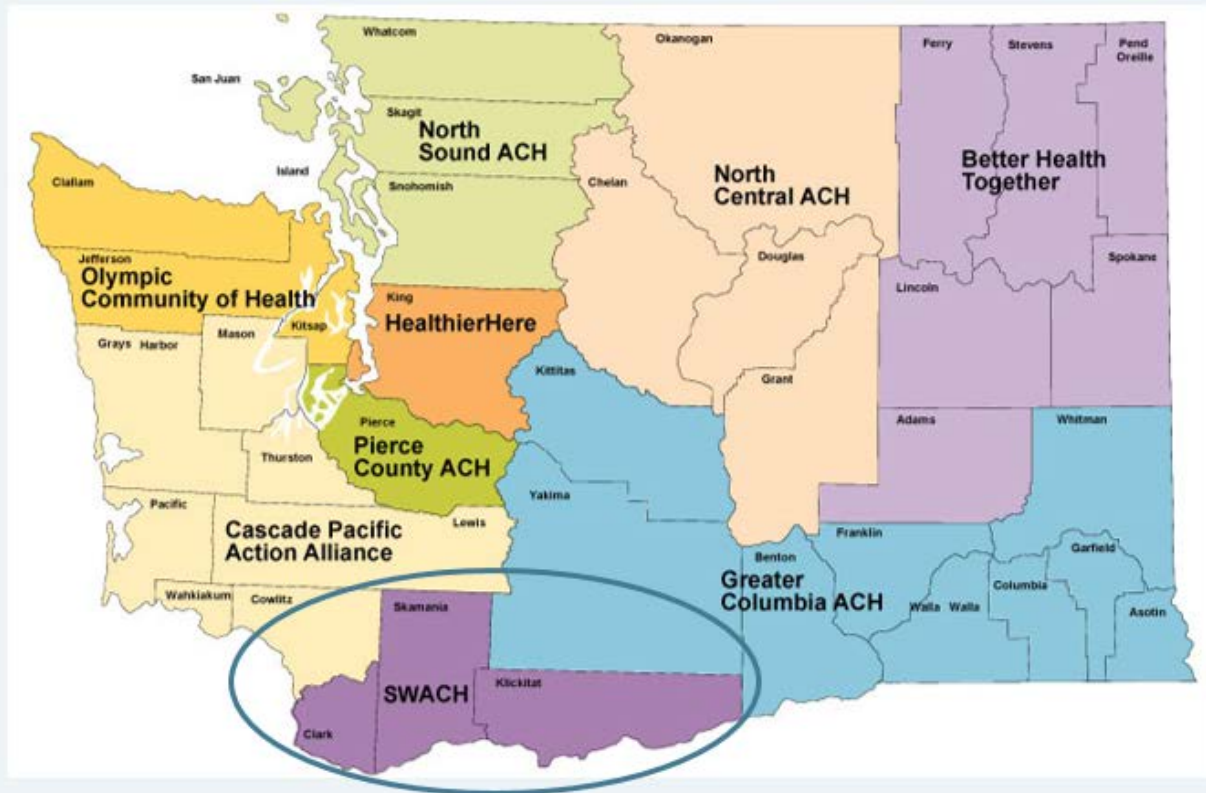 Whatcom
Okanogan
Ferry
Stevens
Pend
Oreille
San Juan
Skagit
North
Sound ACH
Better Health
Together
Island
Clallam
Chelan
North
Central ACH
Snohomish
Jefferson
Olympic
Community of Health
Douglas
Spokane
Lincoln
King
HealthierHere
Kitsap
Mason
Grays Harbor
Kittitas
Grant
Pierce
Pierce
County ACH
Adams
Whitman
Thurston
Yakima
Pacific
Lewis
Cascade Pacific
Action Alliance
Franklin
Benton
Greater
Columbia ACH
Garfield
Columbia
Wahkiakum
Cowlitz
Skamania
Walla Walla
Asotin
SWACH
Klickitat
Clark